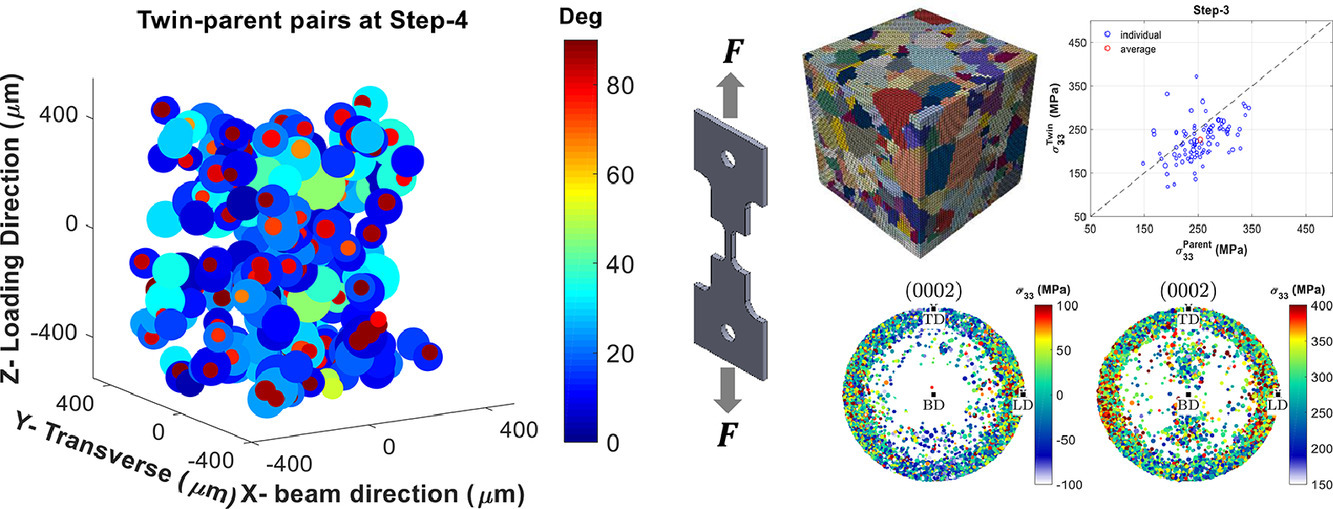 Twin-parent pairs at Step-4
Deg
Z- Loading Direction (μm)
400
0
-400
Y- Transverse (μm)
400
0
-400
X- beam direction (μm)
-400
0
400
80
60
40
20
0
F
F
Step-3
individual
average
σ33Twin (MPa)
450
350
250
150
50
50
150
250
350
450
σ33Parent (MPa)
(0002)
TD
BD
LD
σ33 (MPa)
100
50
0
-50
-100
(0002)
TD
BD
LD
σ33 (MPa)
400
350
300
250
200
150